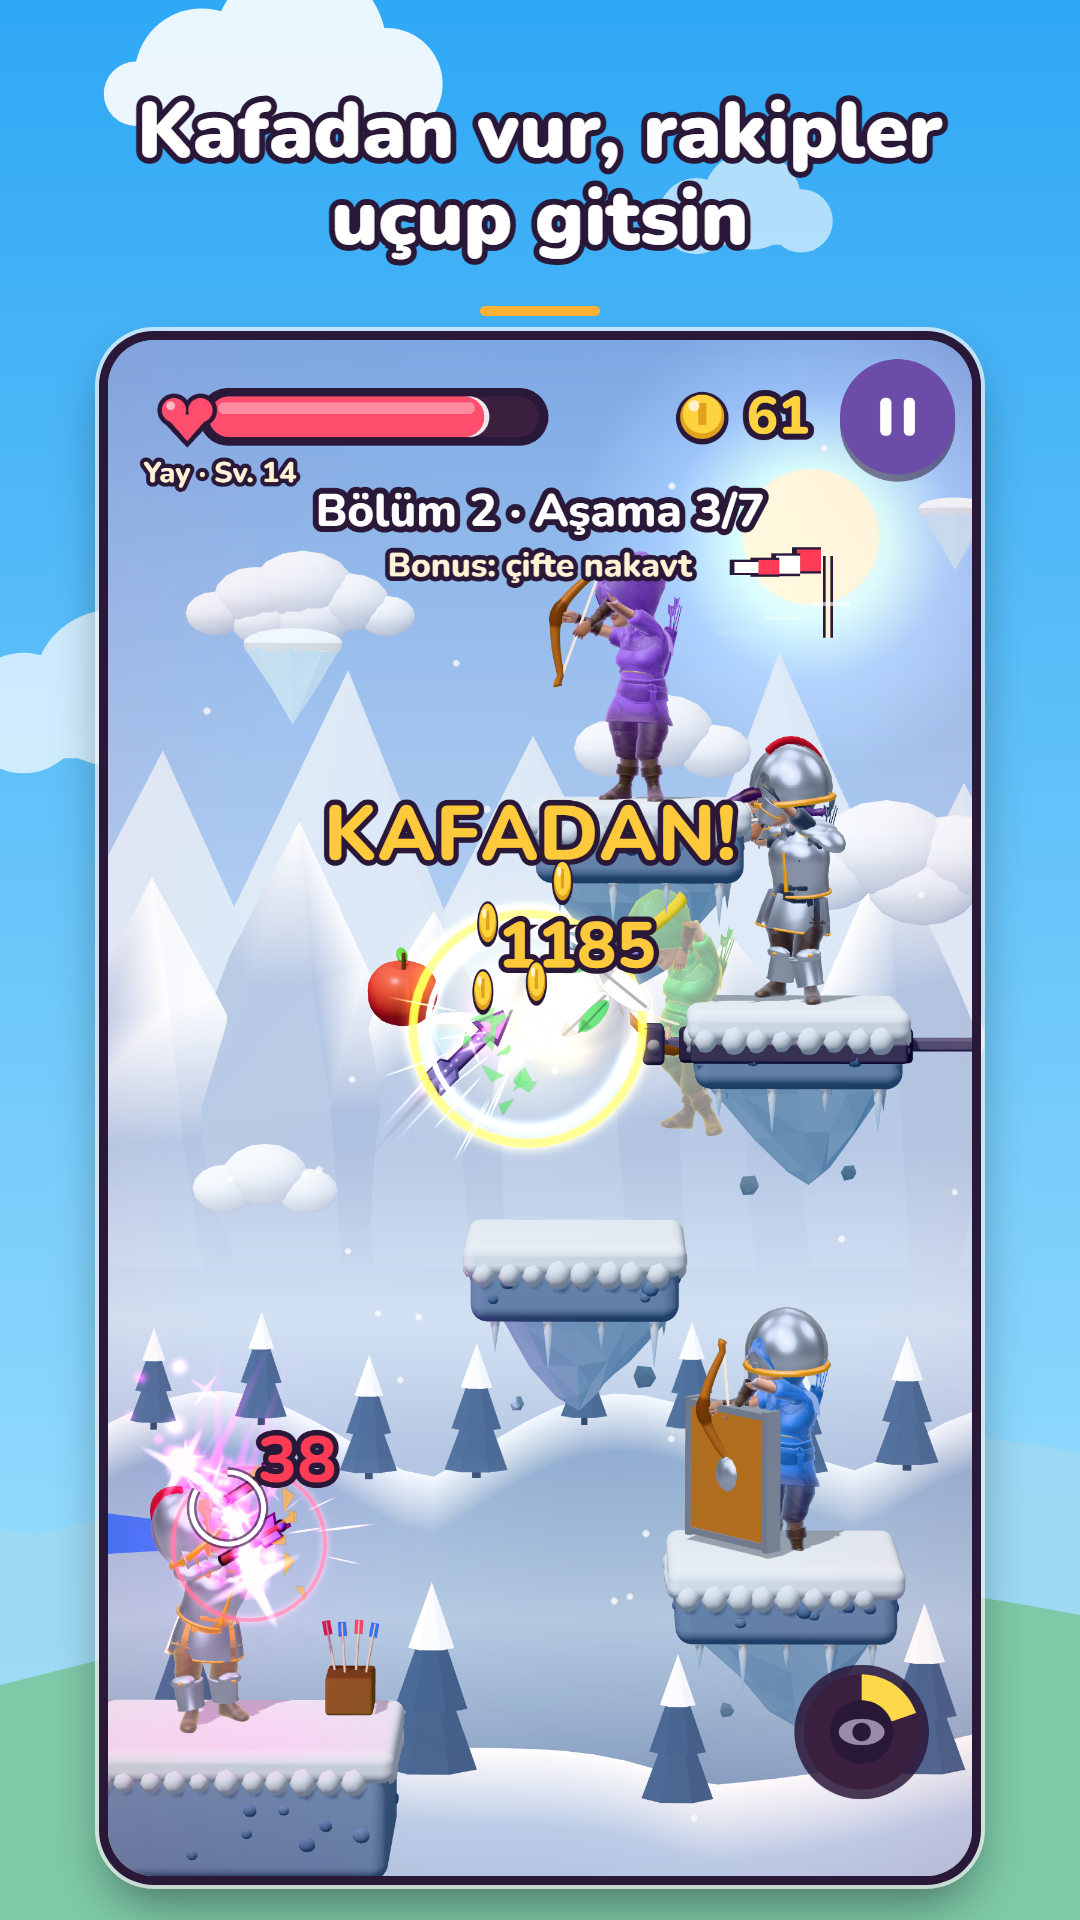 Kafadan vur, rakipler
uçup gitsin
61
Yay · Sv. 14
Bölüm 2 · Aşama 3/7
Bonus: çifte nakavt
KAFADAN!
1185
38